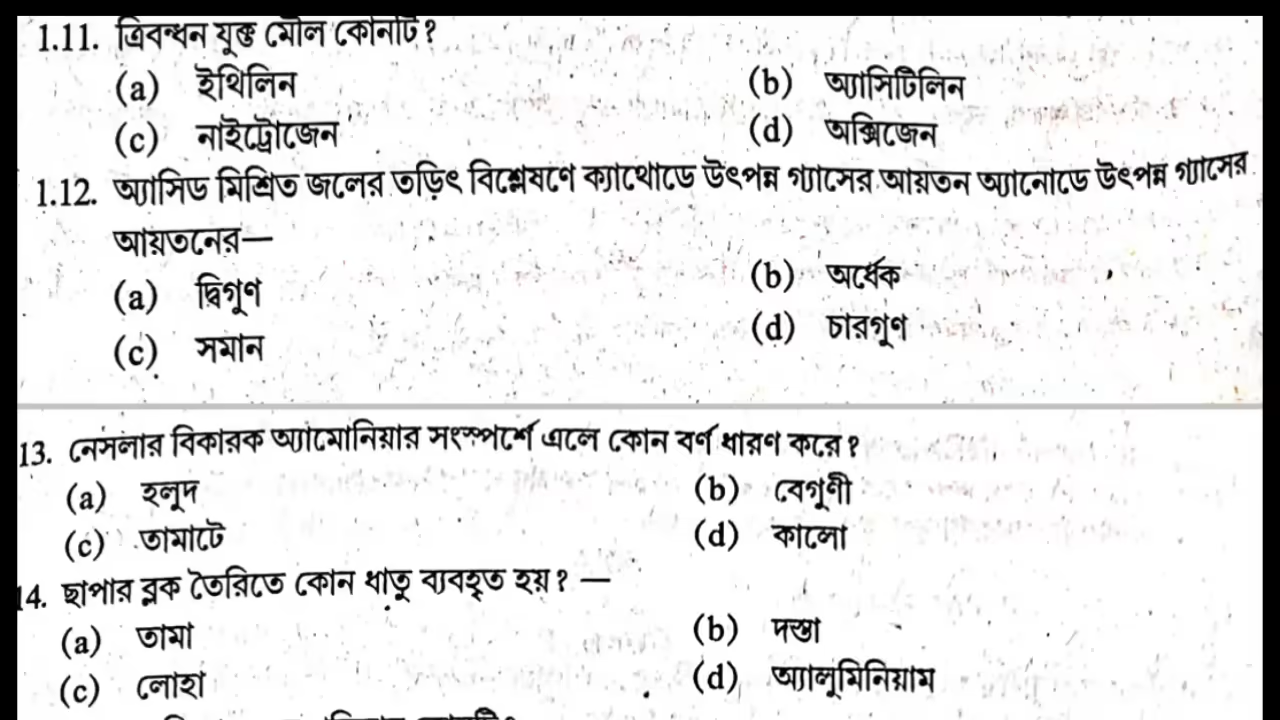 1.11. ত্রিবন্ধন যুক্ত মৌল কোনটি?
(a) ইথিলিন (b) অ্যাসিটিলিন
(c) নাইট্রোজেন (d) অক্সিজেন
1.12. অ্যাসিড মিশ্রিত জলের তড়িৎ বিশ্লেষণে ক্যাথোডে উৎপন্ন গ্যাসের আয়তন অ্যানোডে উৎপন্ন গ্যাসের
আয়তনের—
(a) দ্বিগুণ (b) অর্ধেক
(c) সমান (d) চারগুণ
13. নেসলার বিকারক অ্যামোনিয়ার সংস্পর্শে এলে কোন বর্ণ ধারণ করে?
(a) হলুদ (b) বেগুণী
(c) তামাটে (d) কালো
14. ছাপার ব্লক তৈরিতে কোন ধাতু ব্যবহৃত হয়? —
(a) তামা (b) দস্তা
(c) লোহা (d) অ্যালুমিনিয়াম